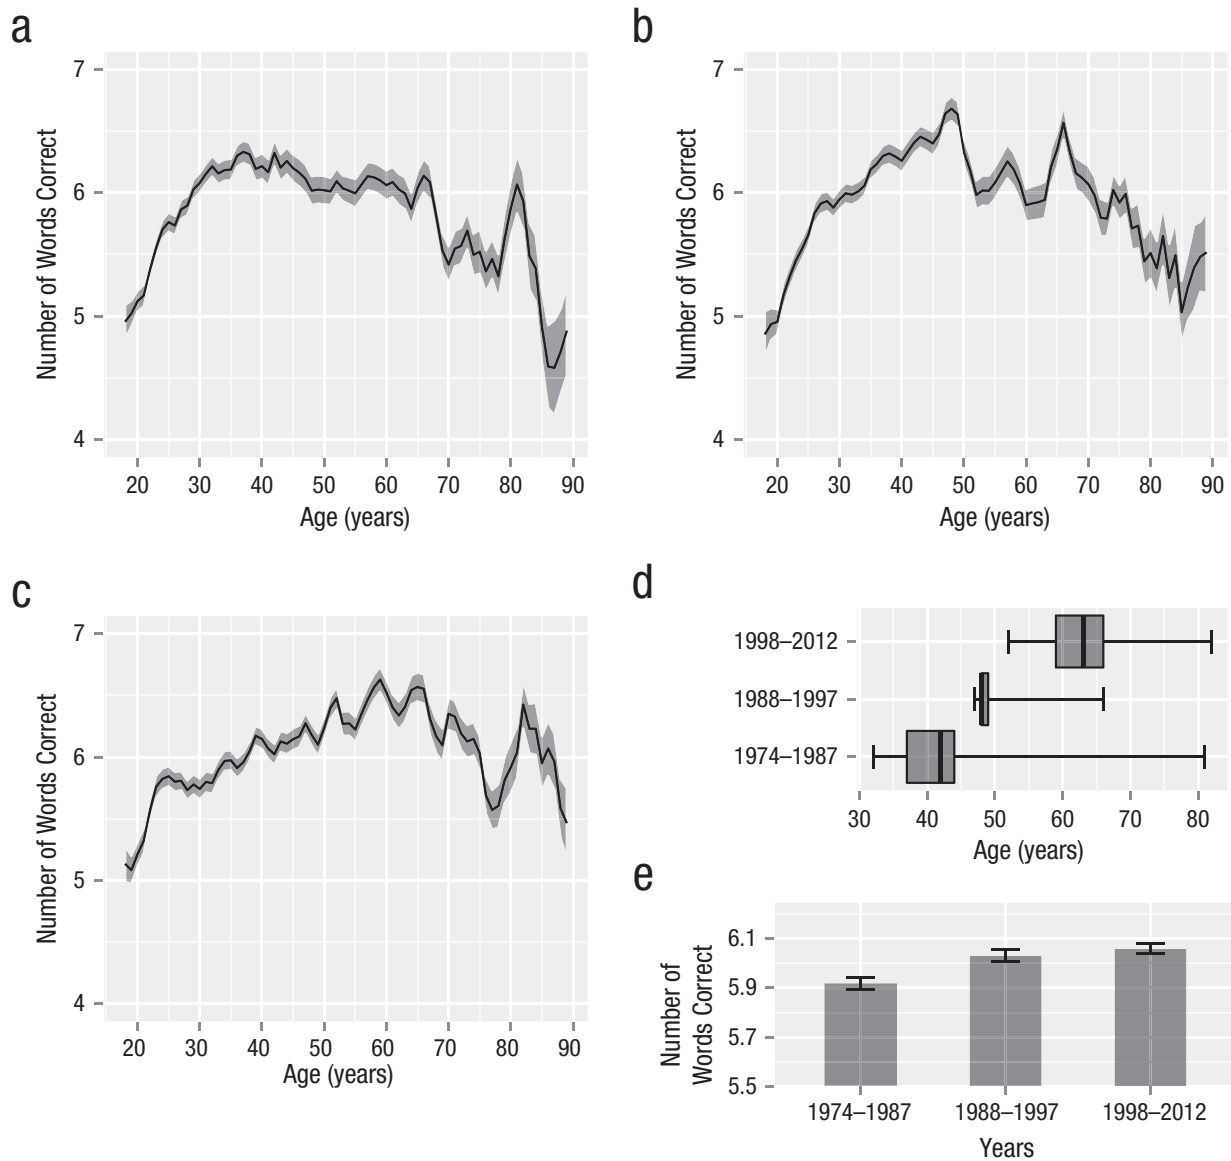 a
Number of Words Correct
7
6
5
4
20 30 40 50 60 70 80 90
Age (years)
b
Number of Words Correct
7
6
5
4
20 30 40 50 60 70 80 90
Age (years)
c
Number of Words Correct
7
6
5
4
20 30 40 50 60 70 80 90
Age (years)
d
1998–2012
1988–1997
1974–1987
30 40 50 60 70 80
Age (years)
e
Number of
Words Correct
6.1
5.9
5.7
5.5
1974–1987 1988–1997 1998–2012
Years